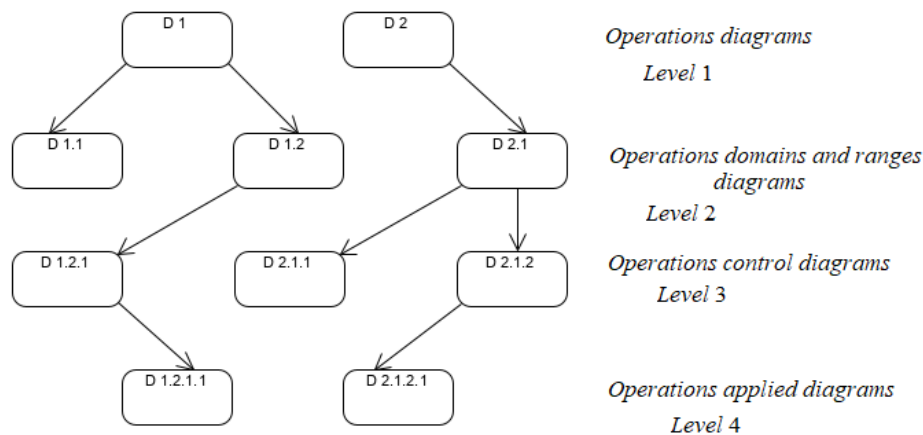 D 1
D 2
Operations diagrams
Level 1
D 1.1
D 1.2
D 2.1
Operations domains and ranges
diagrams
Level 2
D 1.2.1
D 2.1.1
D 2.1.2
Operations control diagrams
Level 3
D 1.2.1.1
D 2.1.2.1
Operations applied diagrams
Level 4